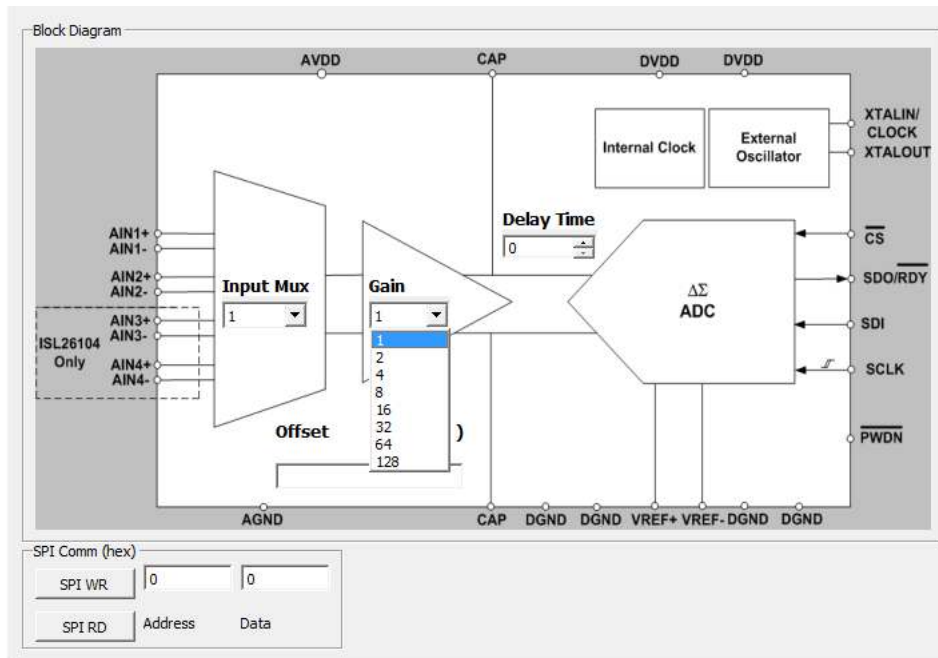 Block Diagram
AVDD CAP DVDD DVDD
XTALIN/
CLOCK
XTALOUT
Internal Clock
External
Oscillator
AIN1+
AIN1-
AIN2+
AIN2-
AIN3+
AIN3-
AIN4+
AIN4-
ISL26104
Only
Input Mux
1
Gain
1
1
2
4
8
16
32
64
128
Delay Time
0
ΔΣ
ADC
CS
SDO/RDY
SDI
SCLK
PWDN
Offset )
AGND CAP DGND DGND VREF+ VREF- DGND DGND
SPI Comm (hex)
SPI WR 0 0
SPI RD Address Data